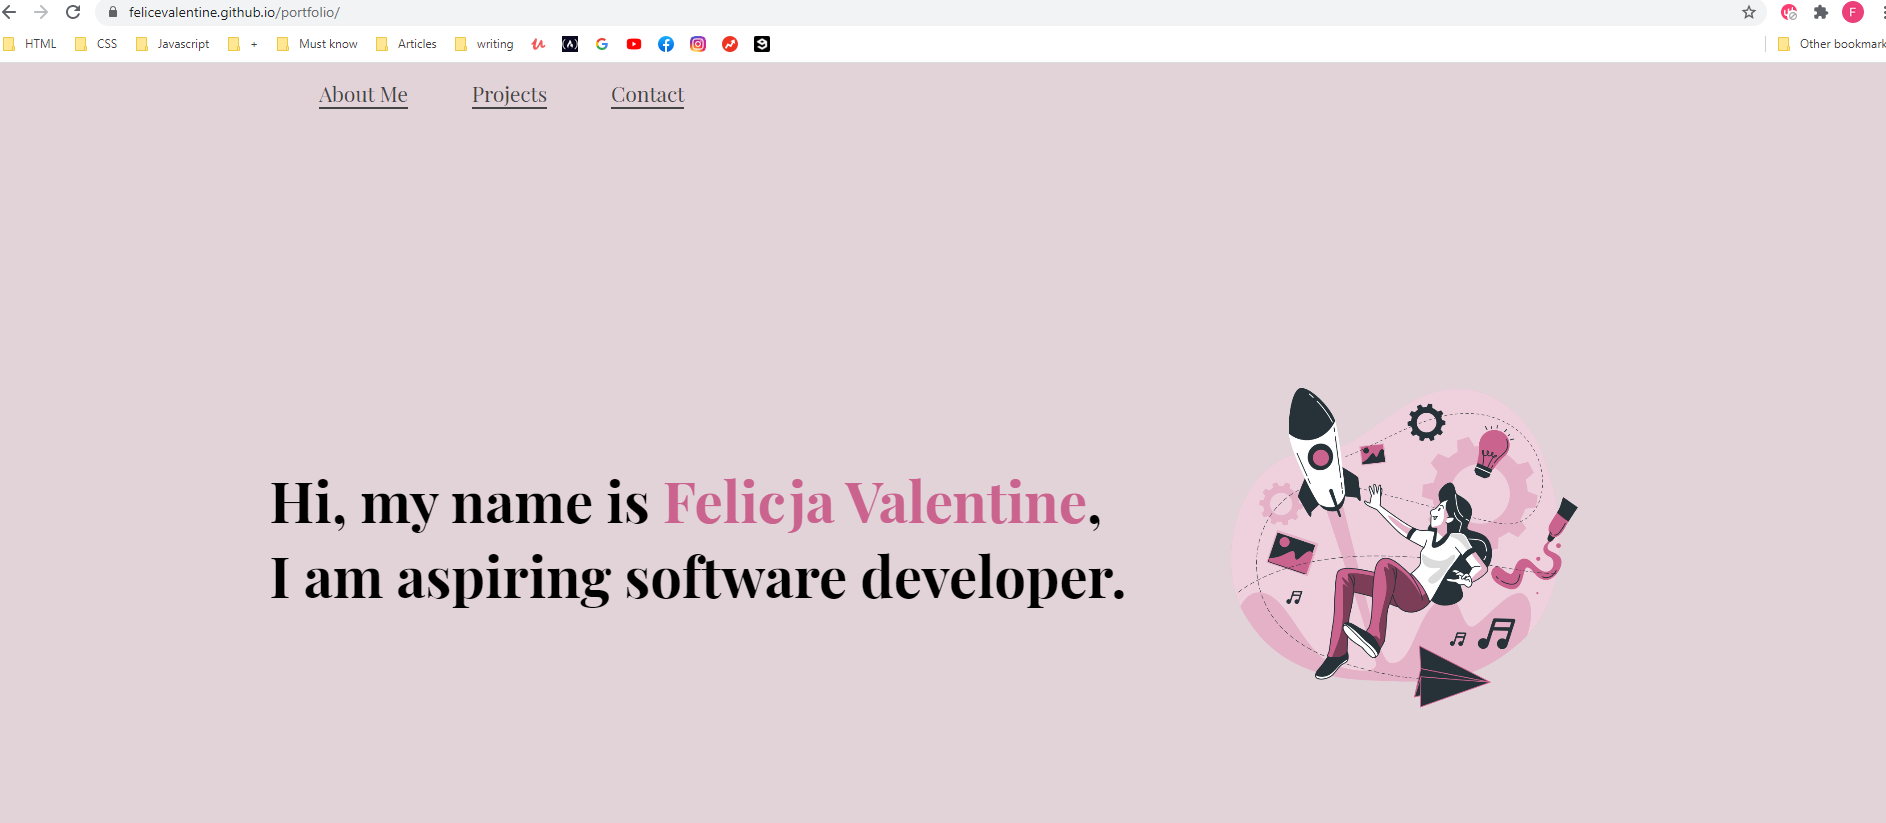 felicevalentine.github.io/portfolio/
F
HTML CSS Javascript + Must know Articles writing Other bookmark
About Me Projects Contact
Hi, my name is Felicja Valentine,
I am aspiring software developer.